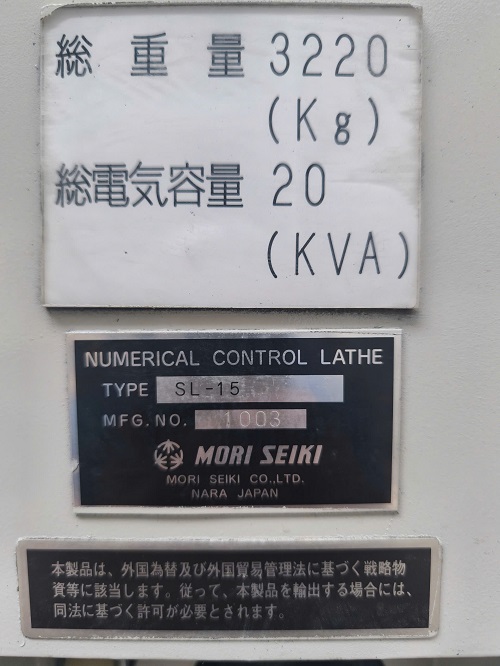 総重量 3220
(Kg)
総電気容量 20
(KVA)
NUMERICAL CONTROL LATHE
TYPE SL-15
MFG.NO. 1003
MORI SEIKI
MORI SEIKI CO.,LTD.
NARA JAPAN
本製品は、外国為替及び外国貿易管理法に基づく戦略物
資等に該当します。従って、本製品を輸出する場合には、
同法に基づく許可が必要とされます。